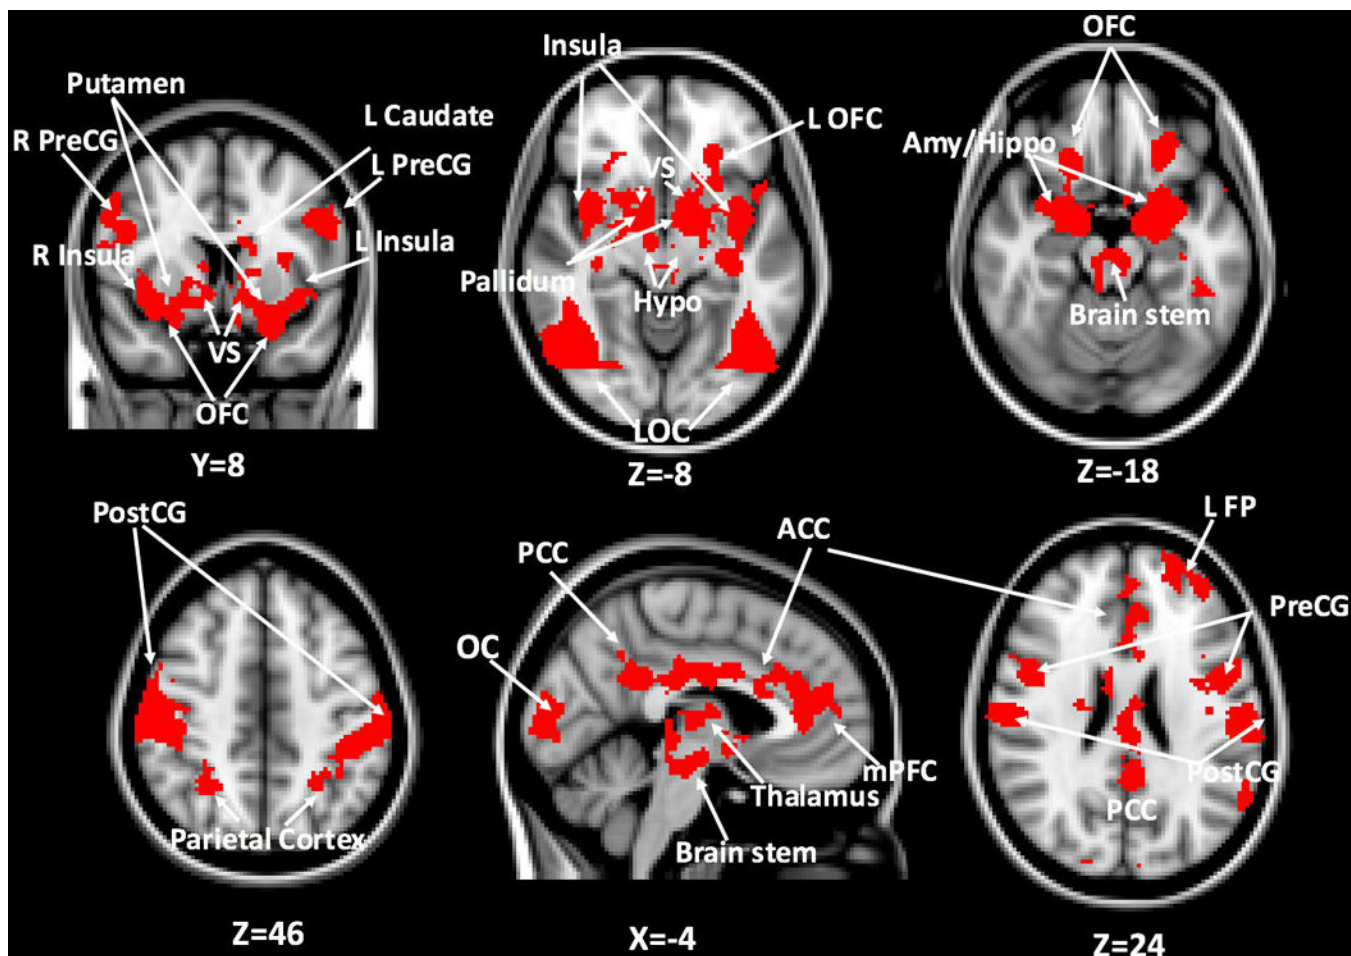 Putamen
R PreCG
L Caudate
L PreCG
R Insula
L Insula
VS
OFC
Y=8
Insula
L OFC
VS
Pallidum
Hypo
LOC
Z=-8
OFC
Amy/Hippo
Brain stem
Z=-18
PostCG
Parietal Cortex
Z=46
PCC
ACC
OC
mPFC
Thalamus
Brain stem
X=-4
L FP
PreCG
PostCG
PCC
Z=24